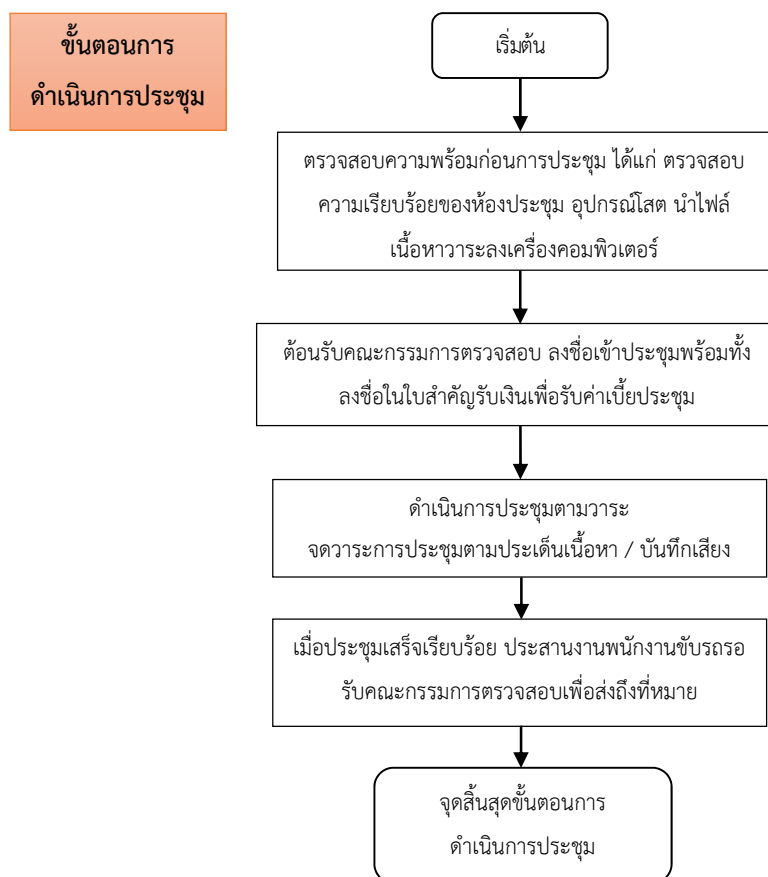 ขั้นตอนการ
ดำเนินการประชุม
เริ่มต้น
ตรวจสอบความพร้อมก่อนการประชุม ได้แก่ ตรวจสอบ
ความเรียบร้อยของห้องประชุม อุปกรณ์โสต นำไฟล์
เนื้อหาวาระลงเครื่องคอมพิวเตอร์
ต้อนรับคณะกรรมการตรวจสอบ ลงชื่อเข้าประชุมพร้อมทั้ง
ลงชื่อในใบสำคัญรับเงินเพื่อรับค่าเบี้ยประชุม
ดำเนินการประชุมตามวาระ
จดวาระการประชุมตามประเด็นเนื้อหา / บันทึกเสียง
เมื่อประชุมเสร็จเรียบร้อย ประสานงานพนักงานขับรถรอ
รับคณะกรรมการตรวจสอบเพื่อส่งถึงที่หมาย
จุดสิ้นสุดขั้นตอนการ
ดำเนินการประชุม